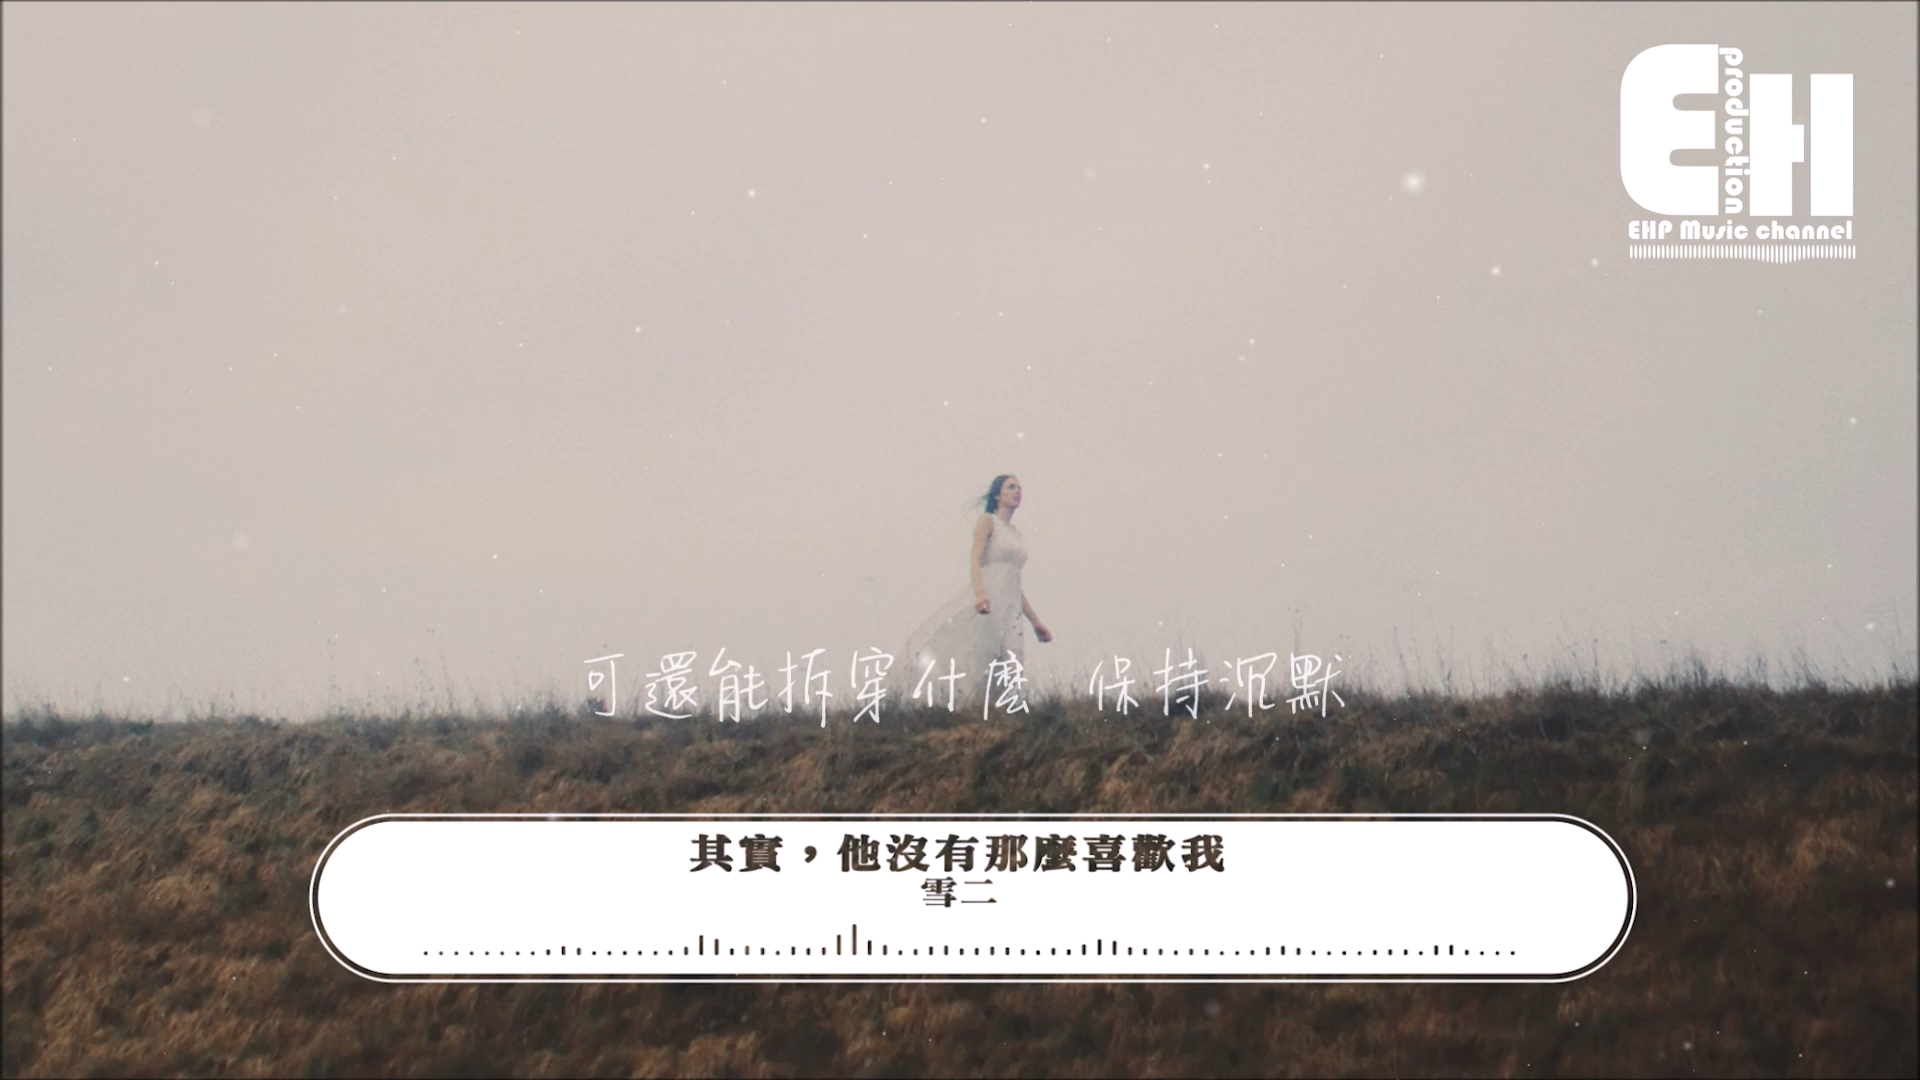 EH
production
EHP Music channel
可還能拆穿什麼 保持沉默
其實，他沒有那麼喜歡我
雪二